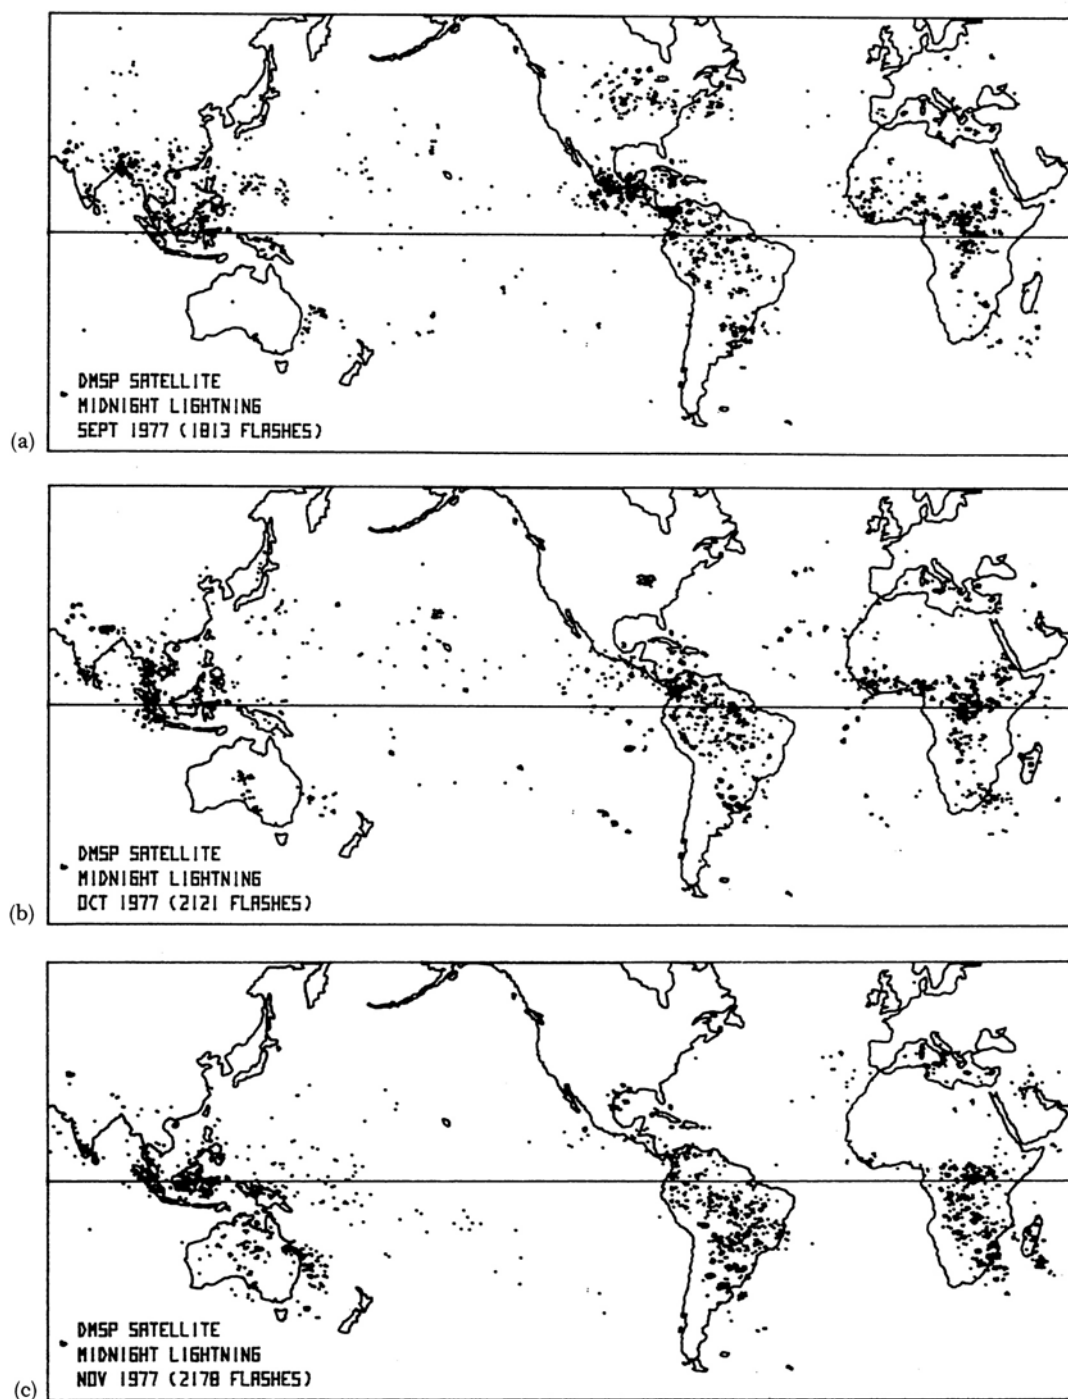 DMSP SATELLITE
MIDNIGHT LIGHTNING
SEPT 1977 (1813 FLASHES)
(a)
DMSP SATELLITE
MIDNIGHT LIGHTNING
OCT 1977 (2121 FLASHES)
(b)
DMSP SATELLITE
MIDNIGHT LIGHTNING
NOV 1977 (2178 FLASHES)
(c)